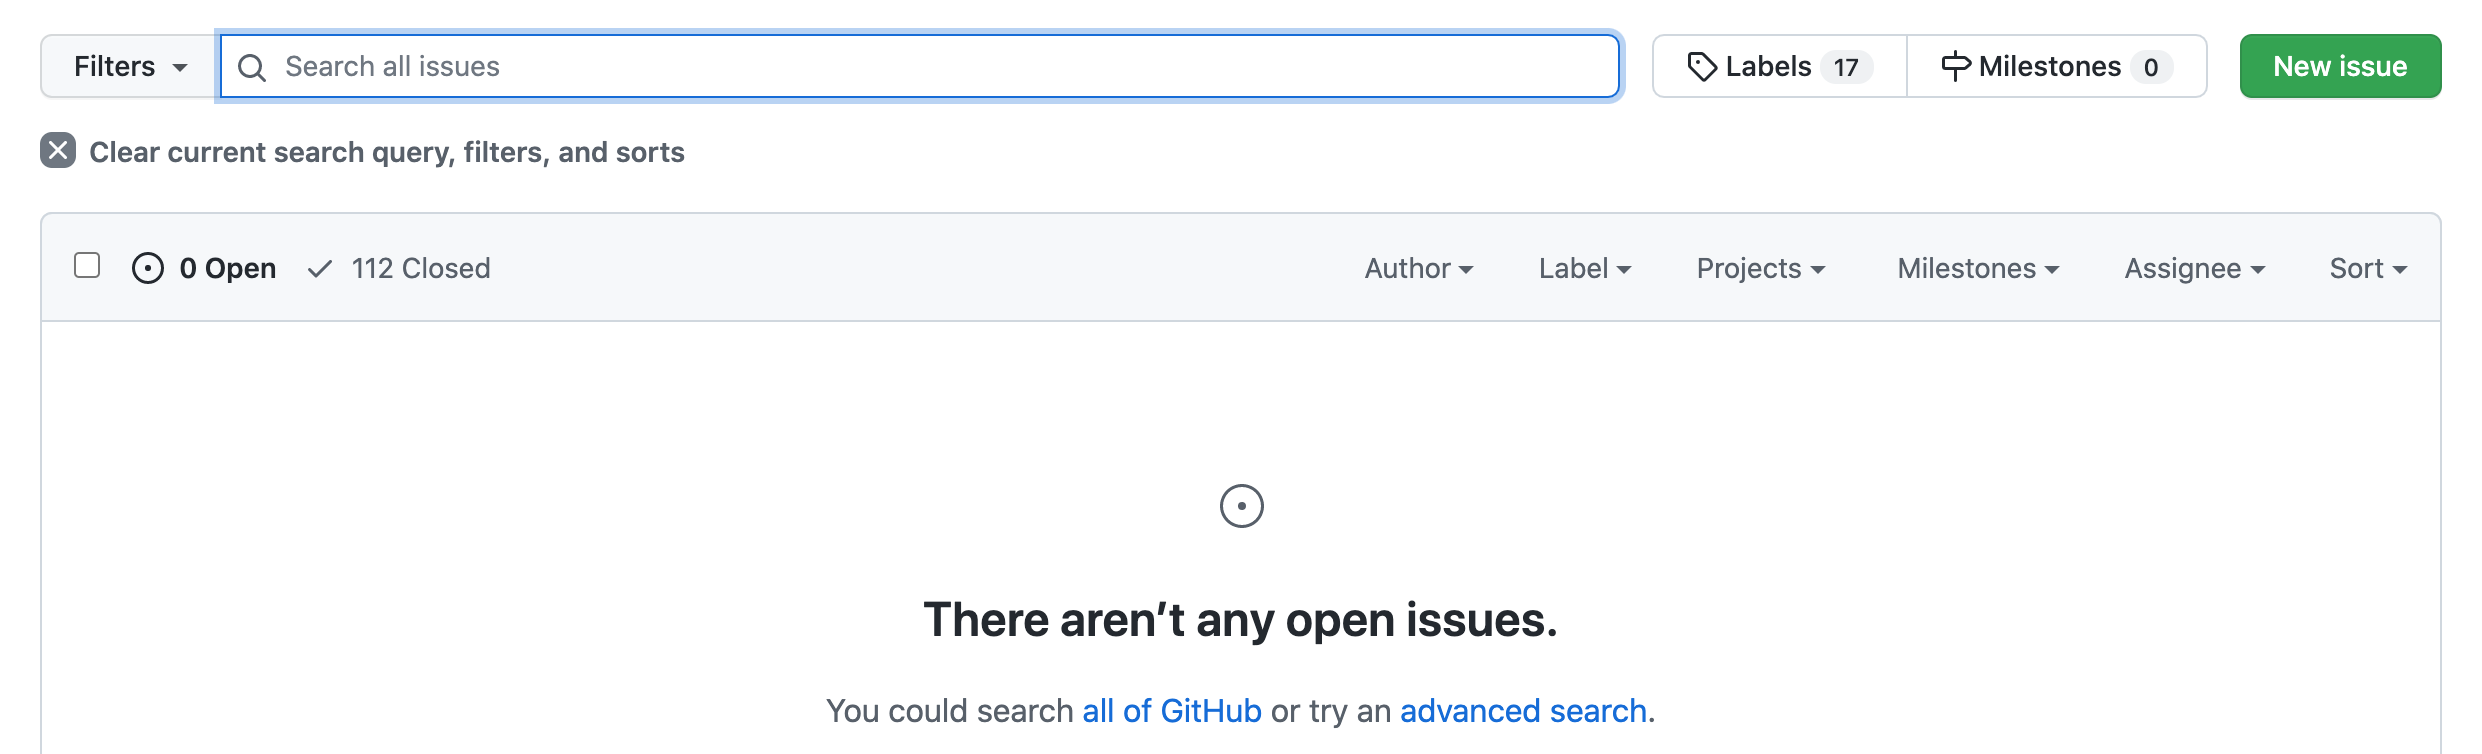 Filters Search all issues Labels 17 Milestones 0 New issue
Clear current search query, filters, and sorts
0 Open 112 Closed Author Label Projects Milestones Assignee Sort
There aren’t any open issues.
You could search all of GitHub or try an advanced search.